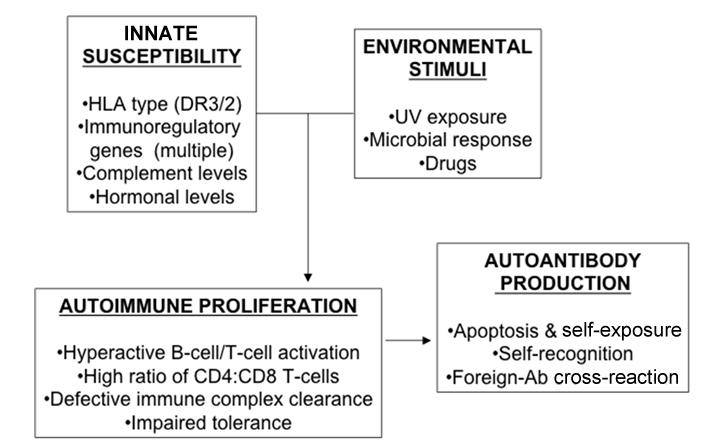 INNATE
SUSCEPTIBILITY
•HLA type (DR3/2)
•Immunoregulatory
genes (multiple)
•Complement levels
•Hormonal levels
ENVIRONMENTAL
STIMULI
•UV exposure
•Microbial response
•Drugs
AUTOIMMUNE PROLIFERATION
•Hyperactive B-cell/T-cell activation
•High ratio of CD4:CD8 T-cells
•Defective immune complex clearance
•Impaired tolerance
AUTOANTIBODY
PRODUCTION
•Apoptosis & self-exposure
•Self-recognition
•Foreign-Ab cross-reaction